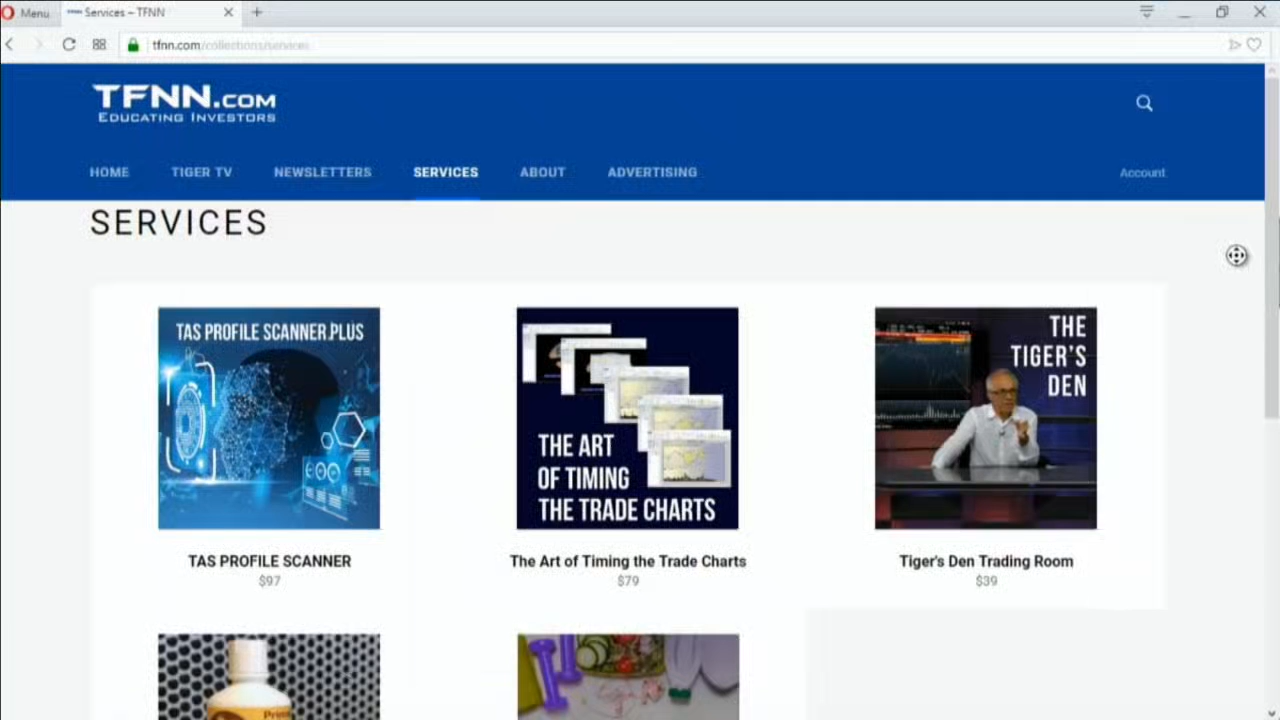 Menu
Services – TFNN
tfnn.com/collections/services
TFNN.COM
EDUCATING INVESTORS
HOME
TIGER TV
NEWSLETTERS
SERVICES
ABOUT
ADVERTISING
Account
SERVICES
TAS PROFILE SCANNER PLUS
THE ART
OF TIMING
THE TRADE CHARTS
THE
TIGER'S
DEN
TAS PROFILE SCANNER
$97
The Art of Timing the Trade Charts
$79
Tiger's Den Trading Room
$39